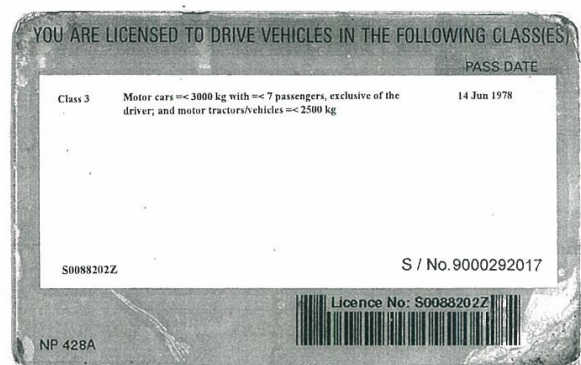 YOU ARE LICENSED TO DRIVE VEHICLES IN THE FOLLOWING CLASS(ES)
PASS DATE
Class 3 Motor cars =< 3000 kg with =< 7 passengers, exclusive of the 14 Jun 1978
driver; and motor tractors/vehicles =< 2500 kg
S0088202Z S / No. 9000292017
Licence No: S0088202Z
NP 428A